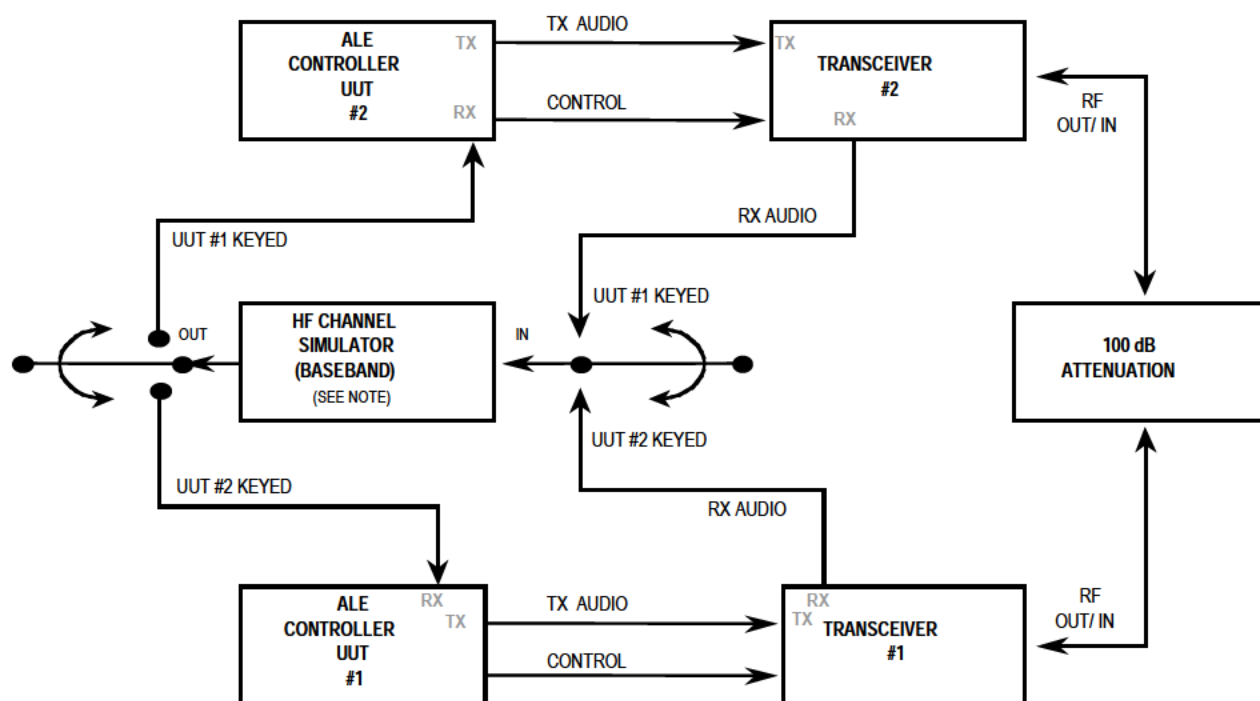 TX AUDIO
ALE
CONTROLLER
UUT
#2
TX
RX
CONTROL
TX
TRANSCEIVER
#2
RX
RF
OUT/ IN
RX AUDIO
UUT #1 KEYED
UUT #1 KEYED
OUT
HF CHANNEL
SIMULATOR
(BASEBAND)
(SEE NOTE)
IN
100 dB
ATTENUATION
UUT #2 KEYED
UUT #2 KEYED
RX AUDIO
ALE
CONTROLLER
UUT
#1
RX
TX
TX AUDIO
CONTROL
RX
TX
TRANSCEIVER
#1
RF
OUT/ IN